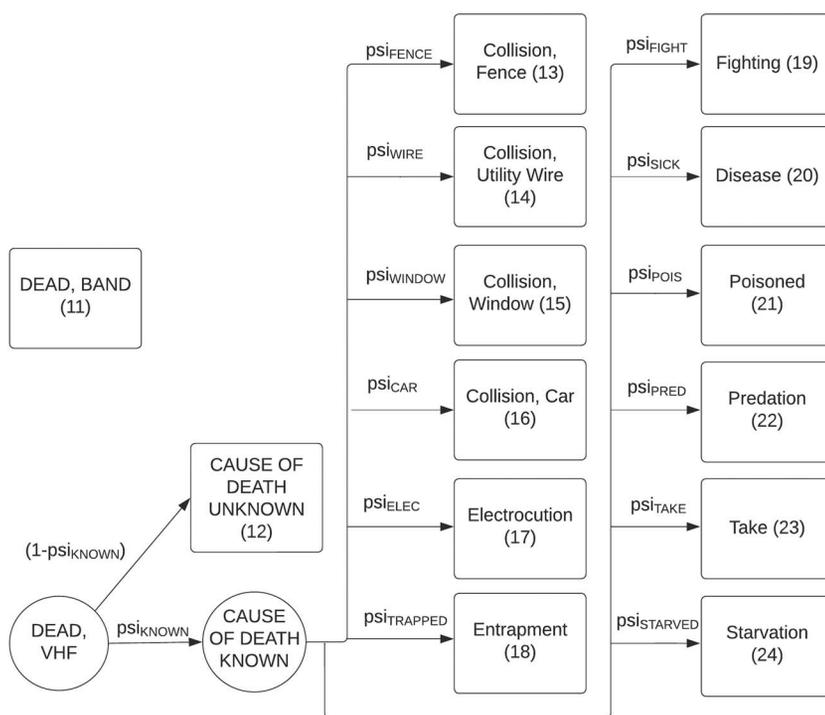 psiFENCE
Collision,
Fence (13)
psiFIGHT
Fighting (19)
psiWIRE
Collision,
Utility Wire
(14)
psiSICK
Disease (20)
DEAD, BAND
(11)
psiWINDOW
Collision,
Window (15)
psiPOIS
Poisoned
(21)
psiCAR
Collision, Car
(16)
psiPRED
Predation
(22)
CAUSE OF
DEATH
UNKNOWN
(12)
psiELEC
Electrocution
(17)
psiTAKE
Take (23)
(1-psiKNOWN)
DEAD,
VHF
psiKNOWN
CAUSE
OF DEATH
KNOWN
psiTRAPPED
Entrapment
(18)
psiSTARVED
Starvation
(24)